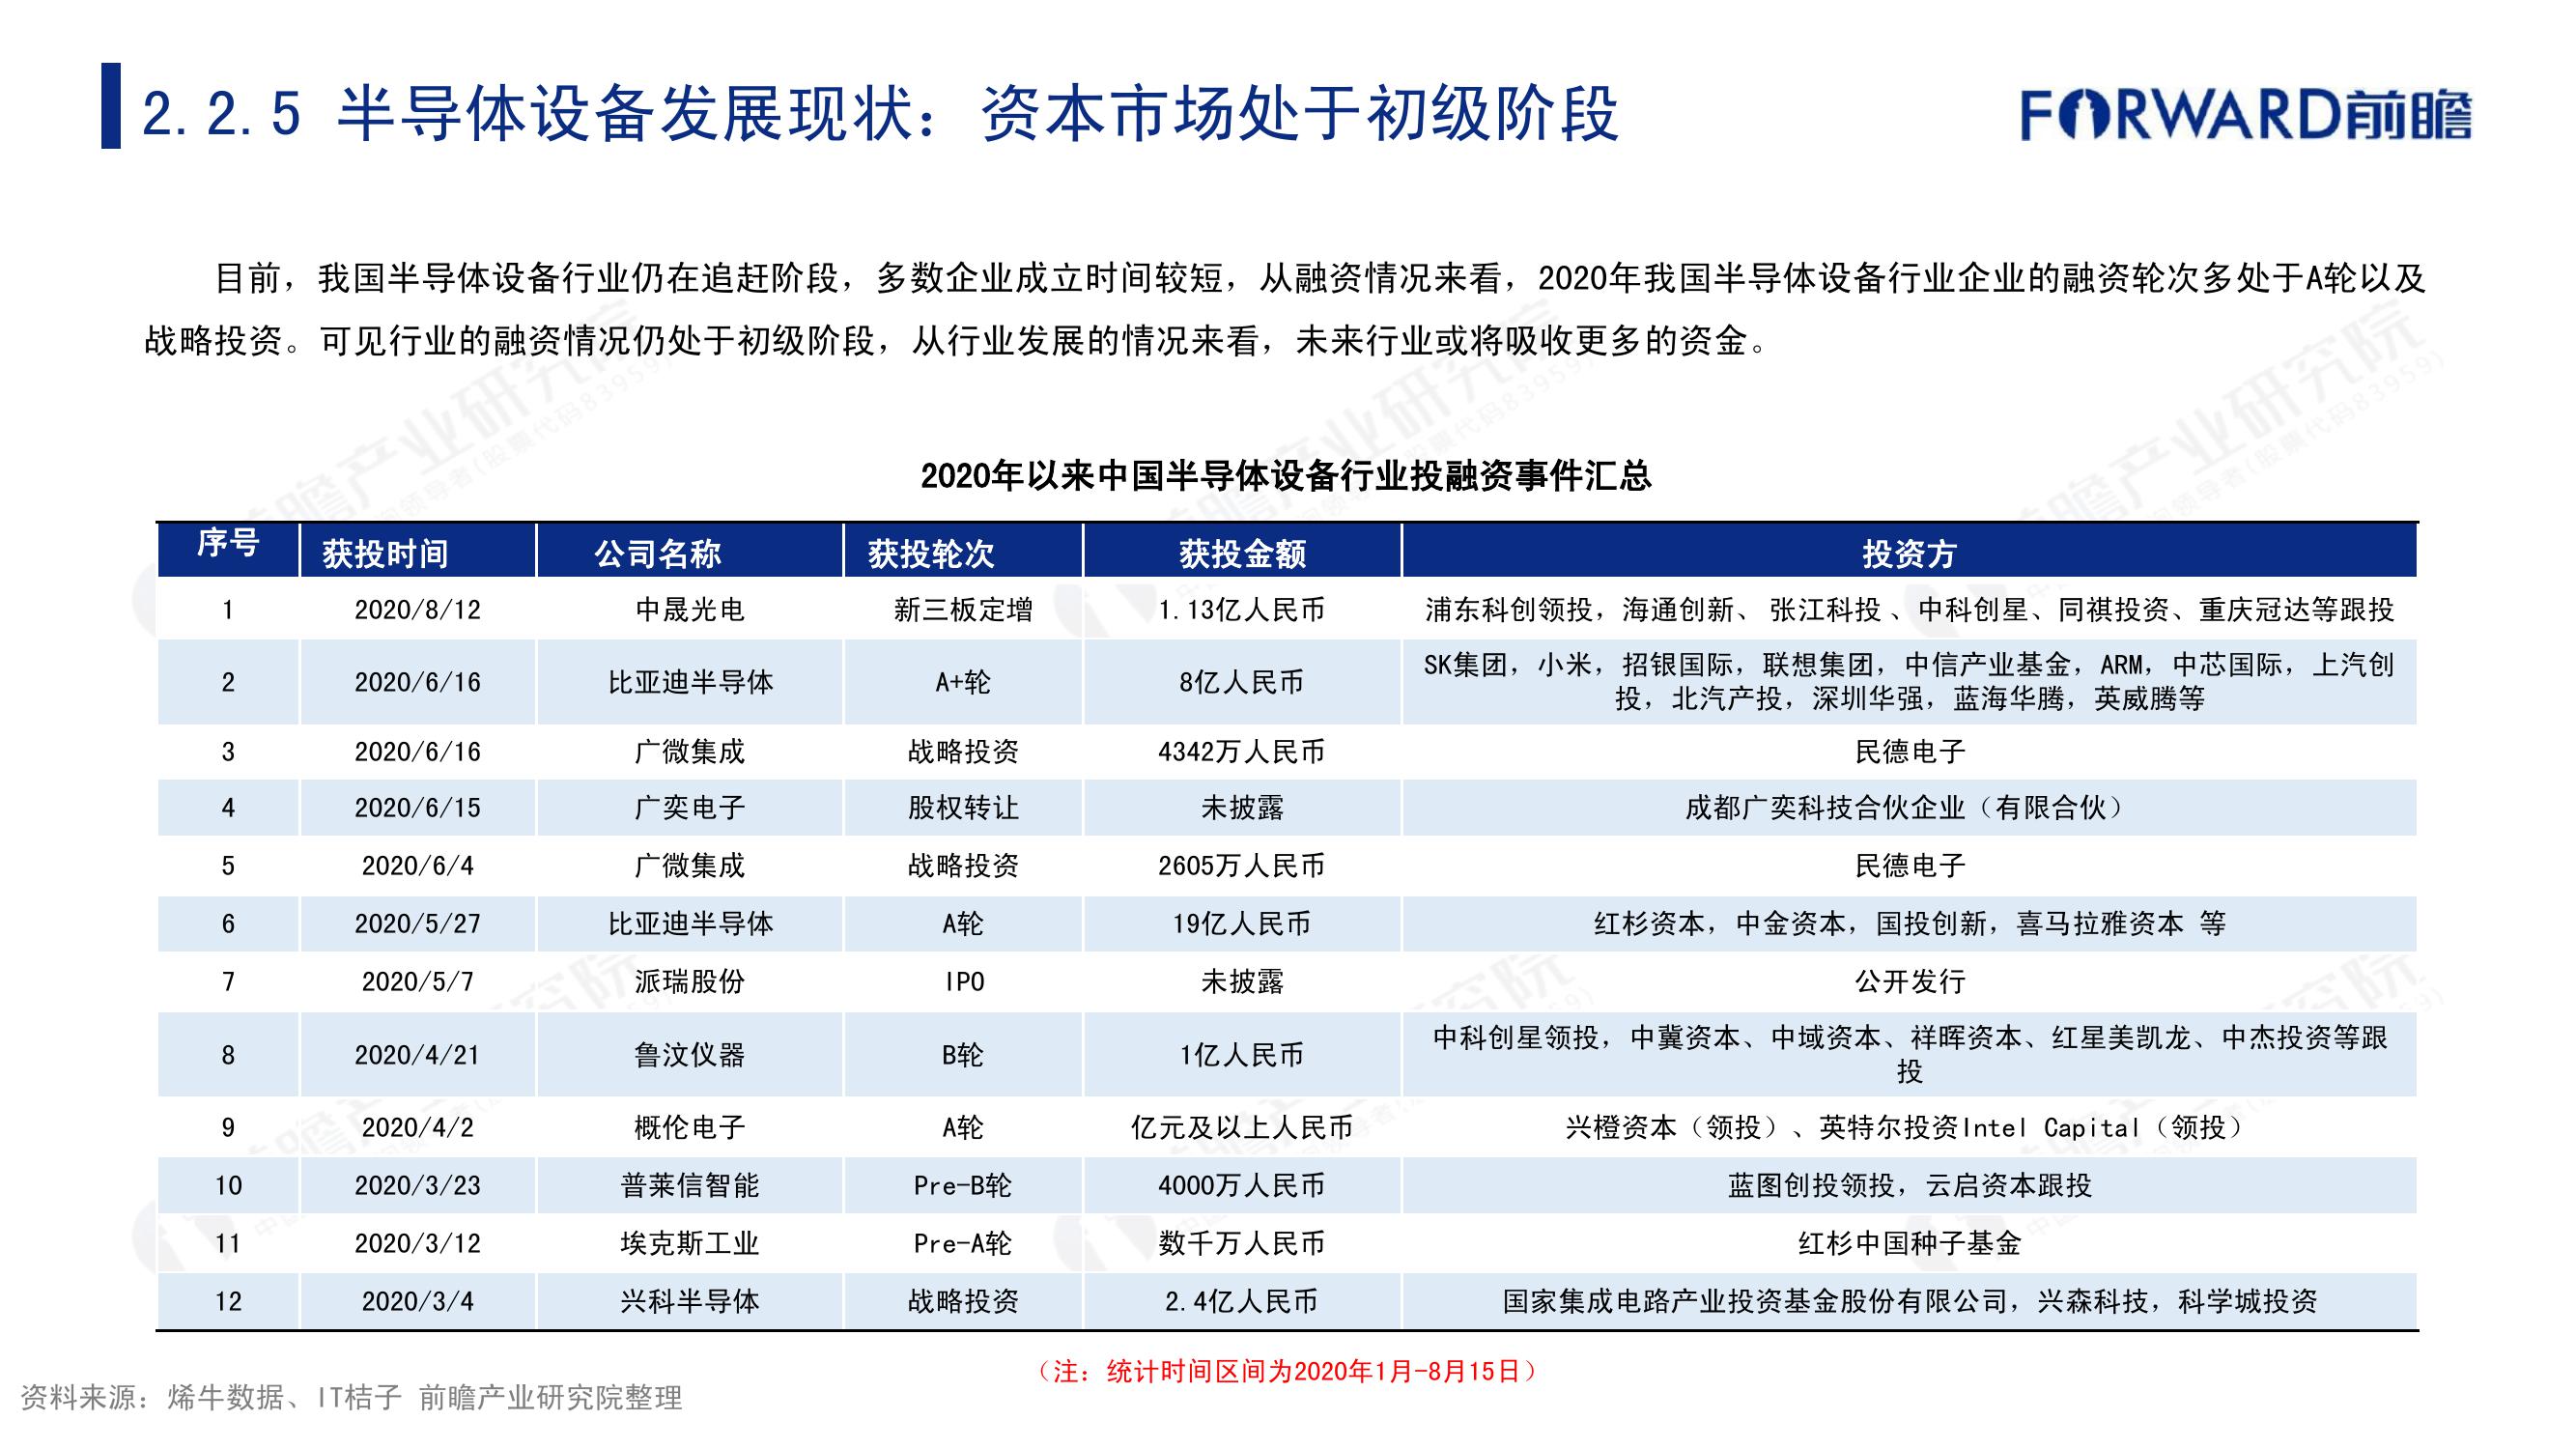 2.2.5 半导体设备发展现状：资本市场处于初级阶段
FORWARD前瞻
目前，我国半导体设备行业仍在追赶阶段，多数企业成立时间较短，从融资情况来看，2020年我国半导体设备行业企业的融资轮次多处于A轮以及
战略投资。可见行业的融资情况仍处于初级阶段，从行业发展的情况来看，未来行业或将吸收更多的资金。
2020年以来中国半导体设备行业投融资事件汇总
序号 获投时间 公司名称 获投轮次 获投金额 投资方
1 2020/8/12 中晟光电 新三板定增 1.13亿人民币 浦东科创领投，海通创新、 张江科投 、中科创星、同祺投资、重庆冠达等跟投
2 2020/6/16 比亚迪半导体 A+轮 8亿人民币 SK集团，小米，招银国际，联想集团，中信产业基金，ARM，中芯国际，上汽创
投，北汽产投，深圳华强，蓝海华腾，英威腾等
3 2020/6/16 广微集成 战略投资 4342万人民币 民德电子
4 2020/6/15 广奕电子 股权转让 未披露 成都广奕科技合伙企业（有限合伙）
5 2020/6/4 广微集成 战略投资 2605万人民币 民德电子
6 2020/5/27 比亚迪半导体 A轮 19亿人民币 红杉资本，中金资本，国投创新，喜马拉雅资本 等
7 2020/5/7 派瑞股份 IPO 未披露 公开发行
8 2020/4/21 鲁汶仪器 B轮 1亿人民币 中科创星领投，中冀资本、中域资本、祥晖资本、红星美凯龙、中杰投资等跟
投
9 2020/4/2 概伦电子 A轮 亿元及以上人民币 兴橙资本（领投）、英特尔投资Intel Capital（领投）
10 2020/3/23 普莱信智能 Pre-B轮 4000万人民币 蓝图创投领投，云启资本跟投
11 2020/3/12 埃克斯工业 Pre-A轮 数千万人民币 红杉中国种子基金
12 2020/3/4 兴科半导体 战略投资 2.4亿人民币 国家集成电路产业投资基金股份有限公司，兴森科技，科学城投资
（注：统计时间区间为2020年1月-8月15日）
资料来源：烯牛数据、IT桔子 前瞻产业研究院整理